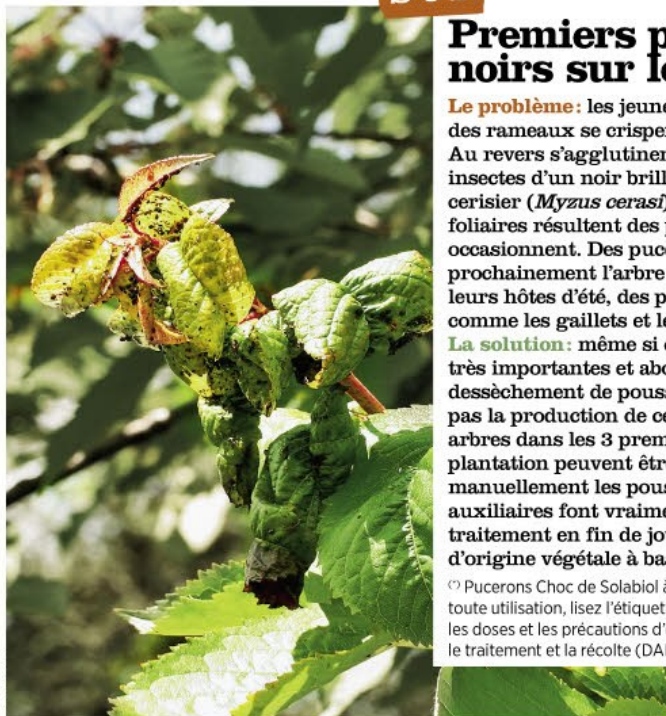 Premiers p
noirs sur le
Le problème : les jeune
des rameaux se crisper
Au revers s'agglutiner
insectes d'un noir brill
cerisier (Myzus cerasi)
foliaires résultent des p
occasionnent. Des puce
prochainement l'arbre
leurs hôtes d'été, des p
comme les gaillets et le
La solution : même si c
très importantes et abo
dessèchement de pous
pas la production de ce
arbres dans les 3 prem
plantation peuvent êtr
manuellement les pous
auxiliaires font vraime
traitement en fin de jou
d'origine végétale à ba
(*) Pucerons Choc de Solabiol à
toute utilisation, lisez l'étiquet
les doses et les précautions d'
le traitement et la récolte (DAI